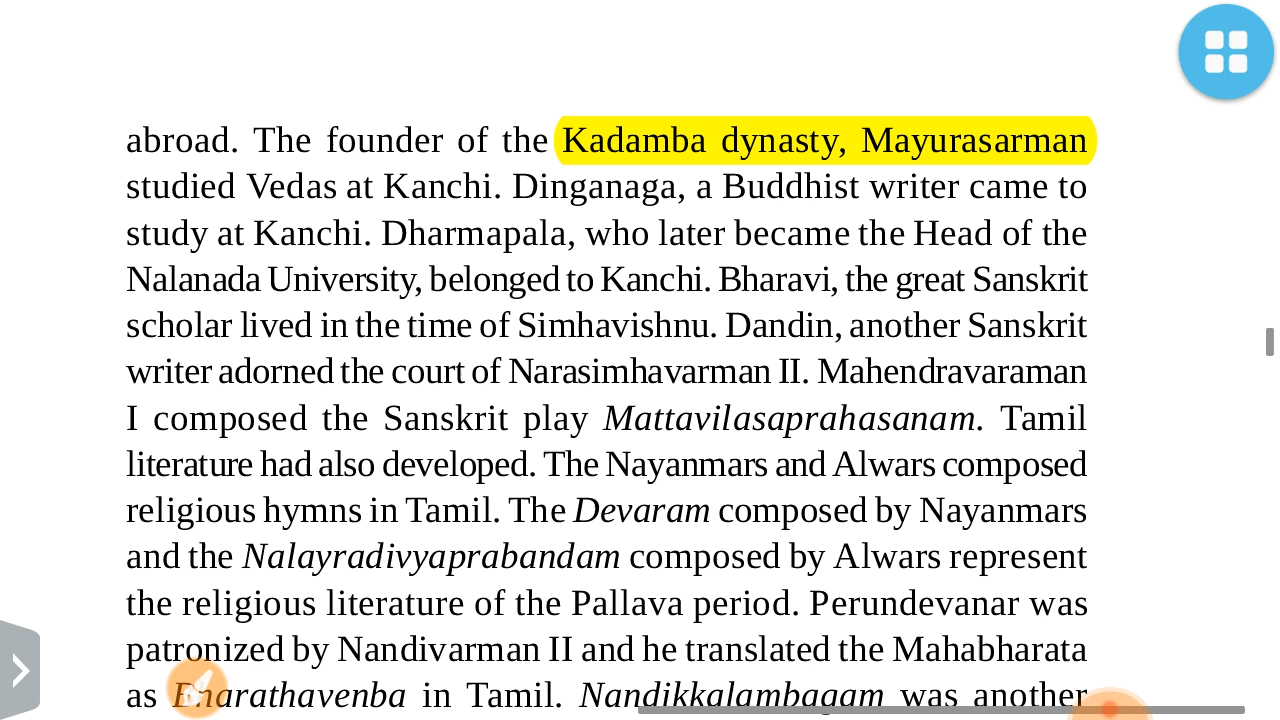 abroad. The founder of the Kadamba dynasty, Mayurasarman
studied Vedas at Kanchi. Dinganaga, a Buddhist writer came to
study at Kanchi. Dharmapala, who later became the Head of the
Nalanada University, belonged to Kanchi. Bharavi, the great Sanskrit
scholar lived in the time of Simhavishnu. Dandin, another Sanskrit
writer adorned the court of Narasimhavarman II. Mahendravaraman
I composed the Sanskrit play Mattavilasaprahasanam. Tamil
literature had also developed. The Nayanmars and Alwars composed
religious hymns in Tamil. The Devaram composed by Nayanmars
and the Nalayradivyaprabandam composed by Alwars represent
the religious literature of the Pallava period. Perundevanar was
patronized by Nandivarman II and he translated the Mahabharata
as Bharathavenba in Tamil. Nandikkalambagam was another